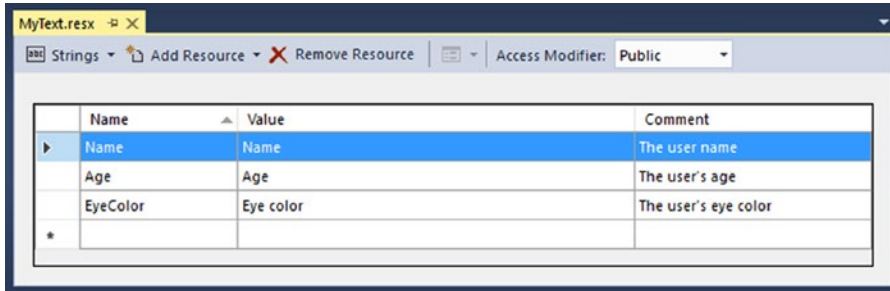 MyText.resx
abc Strings Add Resource Remove Resource Access Modifier: Public
Name Value Comment
Name Name The user name
Age Age The user's age
EyeColor Eye color The user's eye color
*